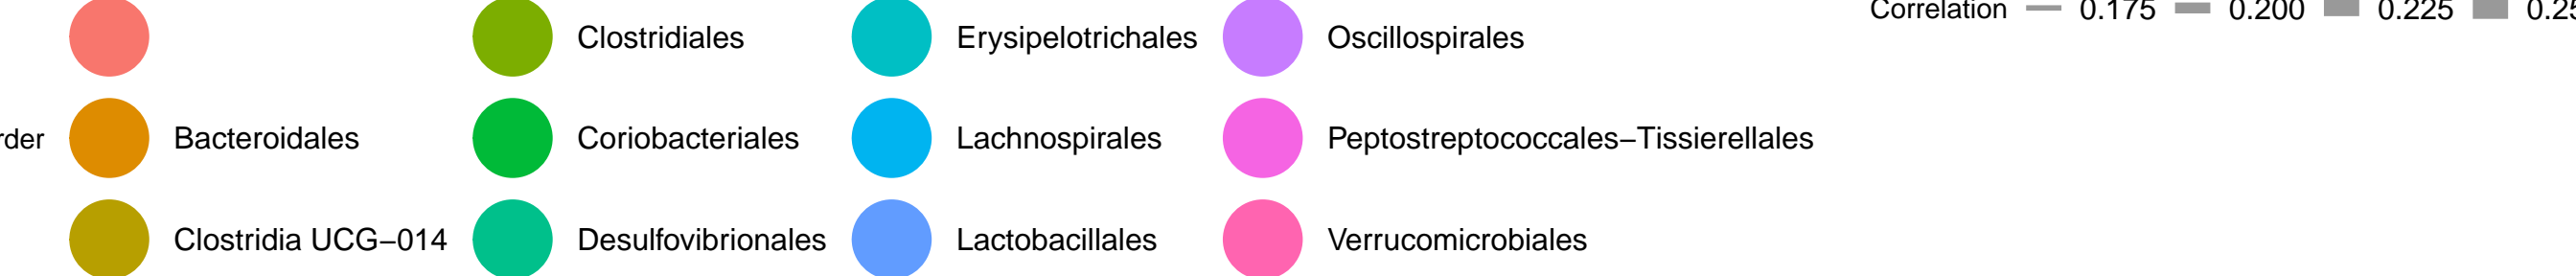 Clostridiales Erysipelotrichales Oscillospirales Correlation 0.175 0.200 0.225
Bacteroidales Coriobacteriales Lachnospirales Peptostreptococcales−Tissierellales
Clostridia UCG−014 Desulfovibrionales Lactobacillales Verrucomicrobiales